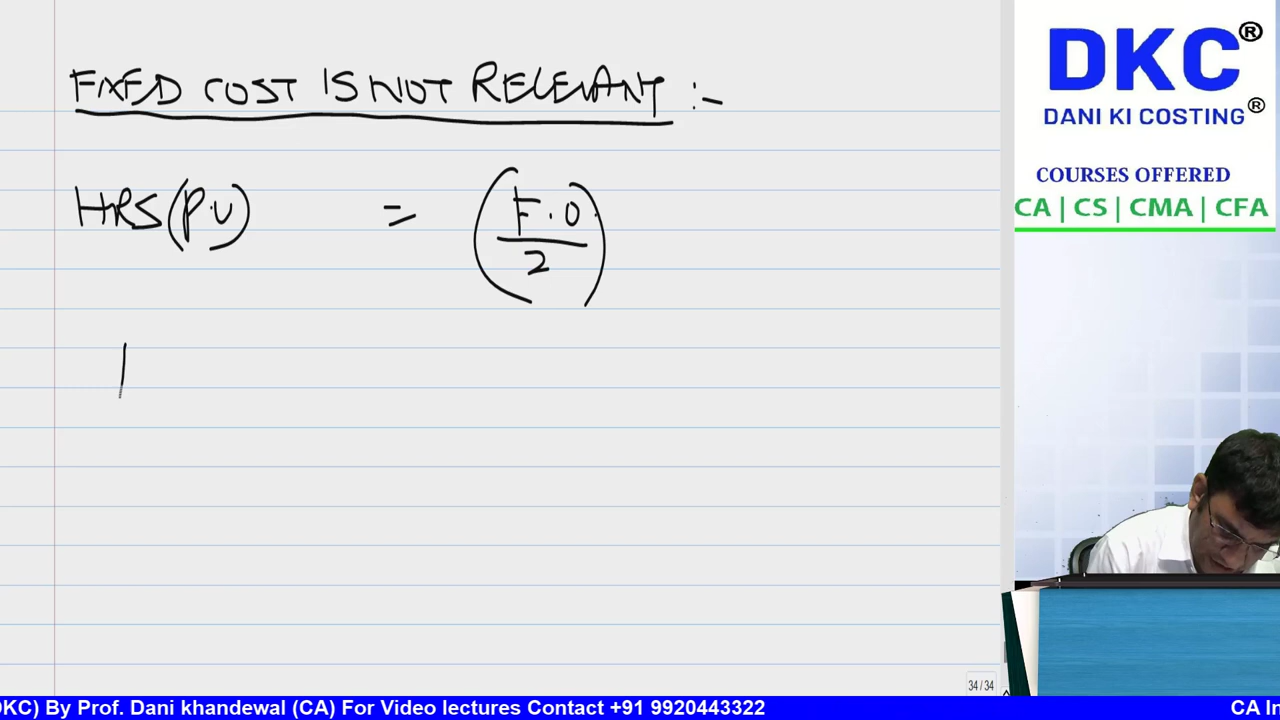 FIXED COST IS NOT RELEVANT :-
HRS (P.U) = (F.O. / 2)
DKC®
DANI KI COSTING®
COURSES OFFERED
CA | CS | CMA | CFA
34 / 34
DKC) By Prof. Dani khandewal (CA) For Video lectures Contact +91 9920443322 CA In